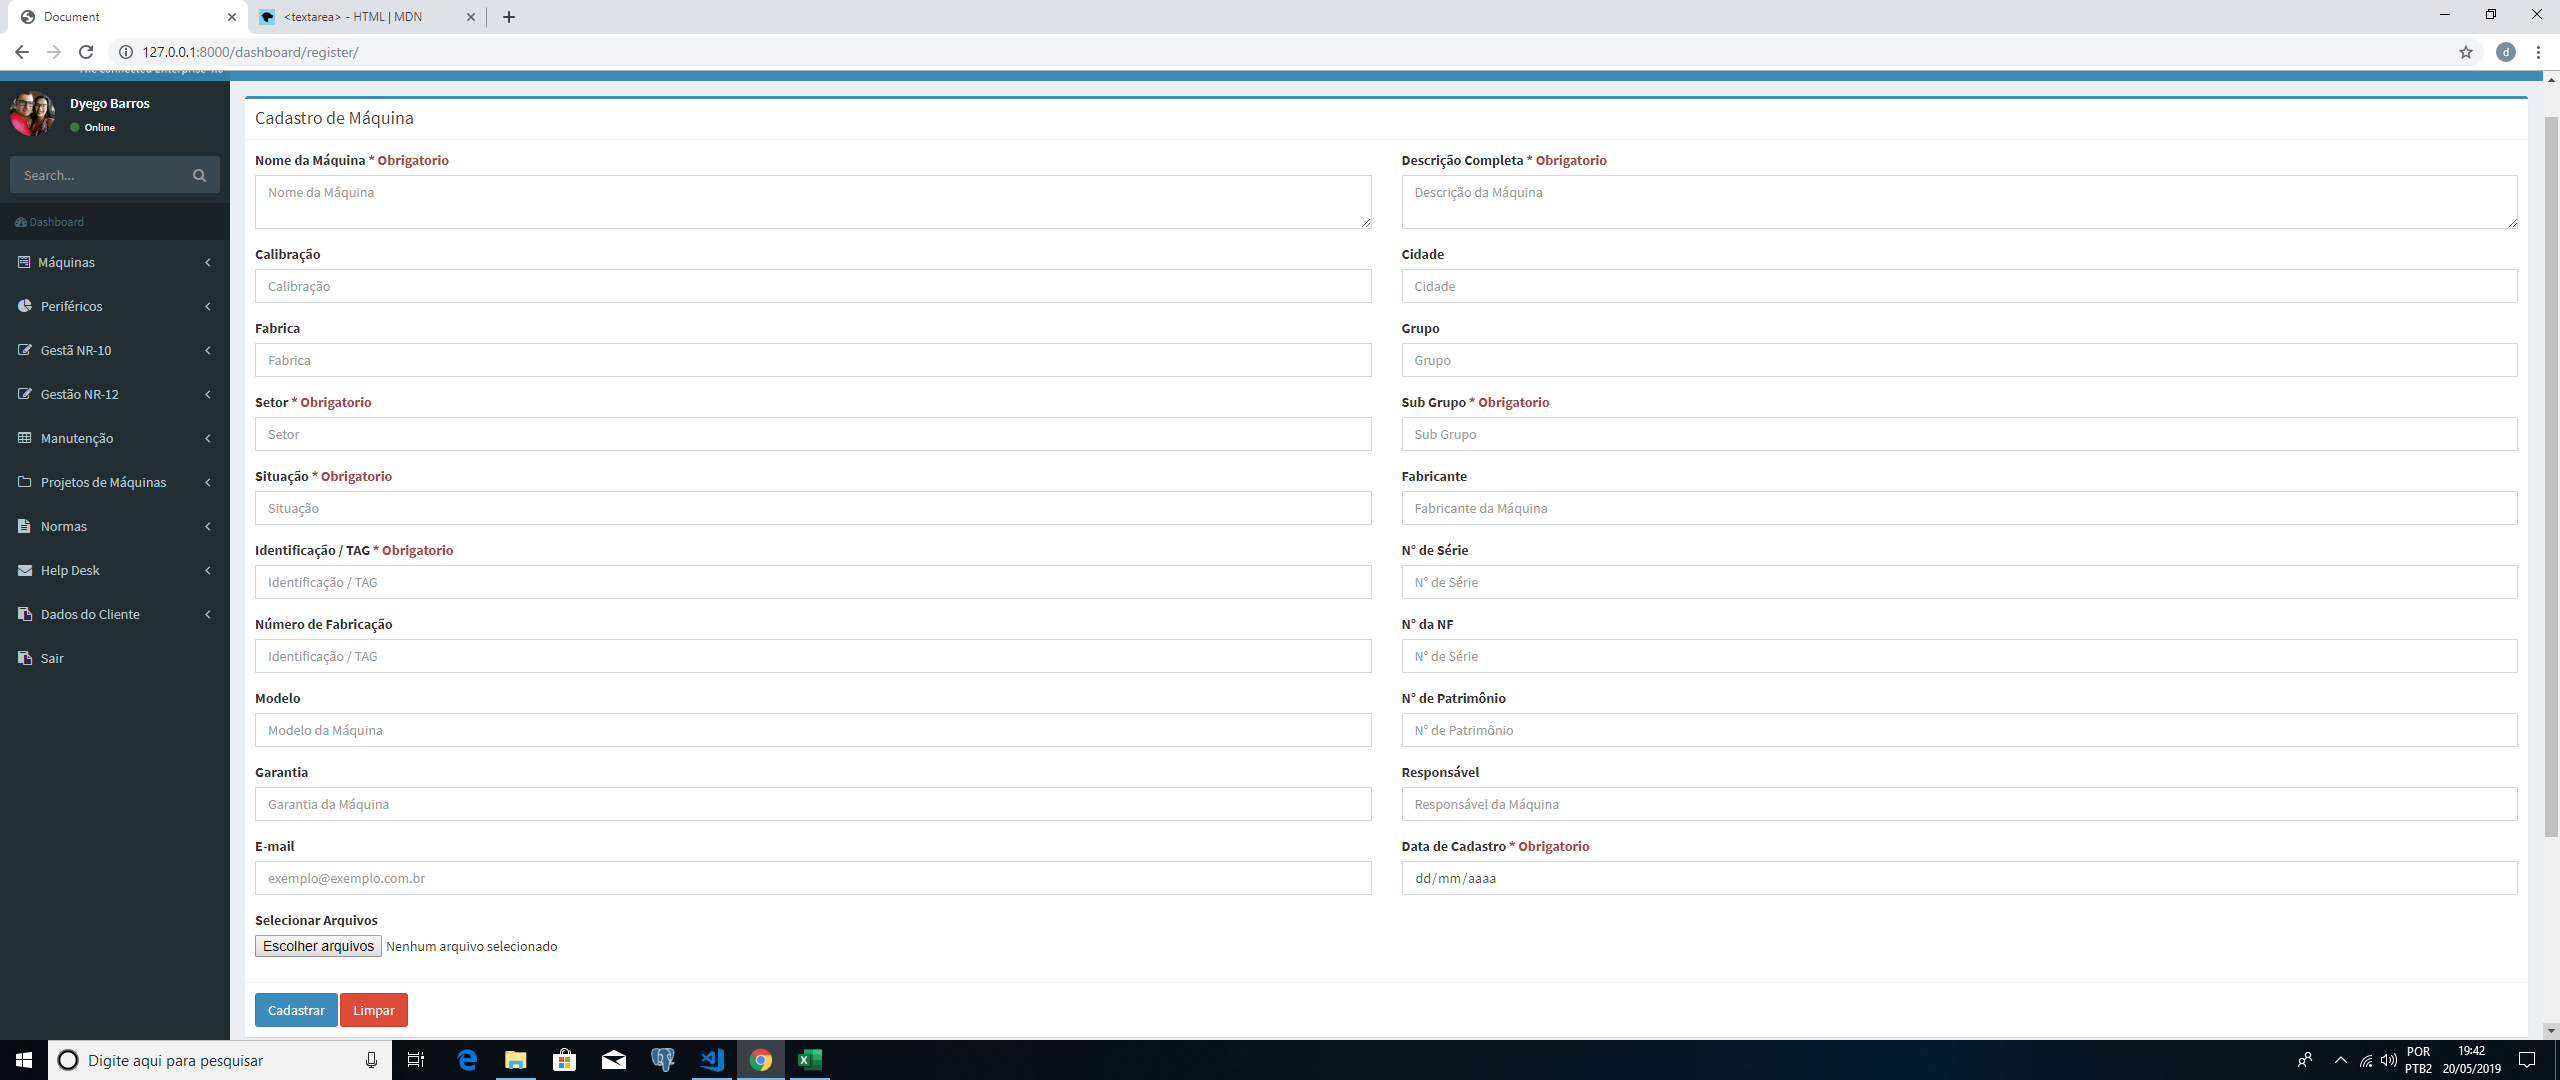 Document
<textarea> - HTML | MDN
127.0.0.1:8000/dashboard/register/
d
Dyego Barros
Online
Search...
Dashboard
Máquinas
Periféricos
Gestã NR-10
Gestão NR-12
Manutenção
Projetos de Máquinas
Normas
Help Desk
Dados do Cliente
Sair
Cadastro de Máquina
Nome da Máquina * Obrigatorio
Nome da Máquina
Descrição Completa * Obrigatorio
Descrição da Máquina
Calibração
Calibração
Cidade
Cidade
Fabrica
Fabrica
Grupo
Grupo
Setor * Obrigatorio
Setor
Sub Grupo * Obrigatorio
Sub Grupo
Situação * Obrigatorio
Situação
Fabricante
Fabricante da Máquina
Identificação / TAG * Obrigatorio
Identificação / TAG
N° de Série
N° de Série
Número de Fabricação
Identificação / TAG
N° da NF
N° de Série
Modelo
Modelo da Máquina
N° de Patrimônio
N° de Patrimônio
Garantia
Garantia da Máquina
Responsável
Responsável da Máquina
E-mail
exemplo@exemplo.com.br
Data de Cadastro * Obrigatorio
dd/mm/aaaa
Selecionar Arquivos
Escolher arquivos Nenhum arquivo selecionado
Cadastrar Limpar
Digite aqui para pesquisar
POR
PTB2
19:42
20/05/2019